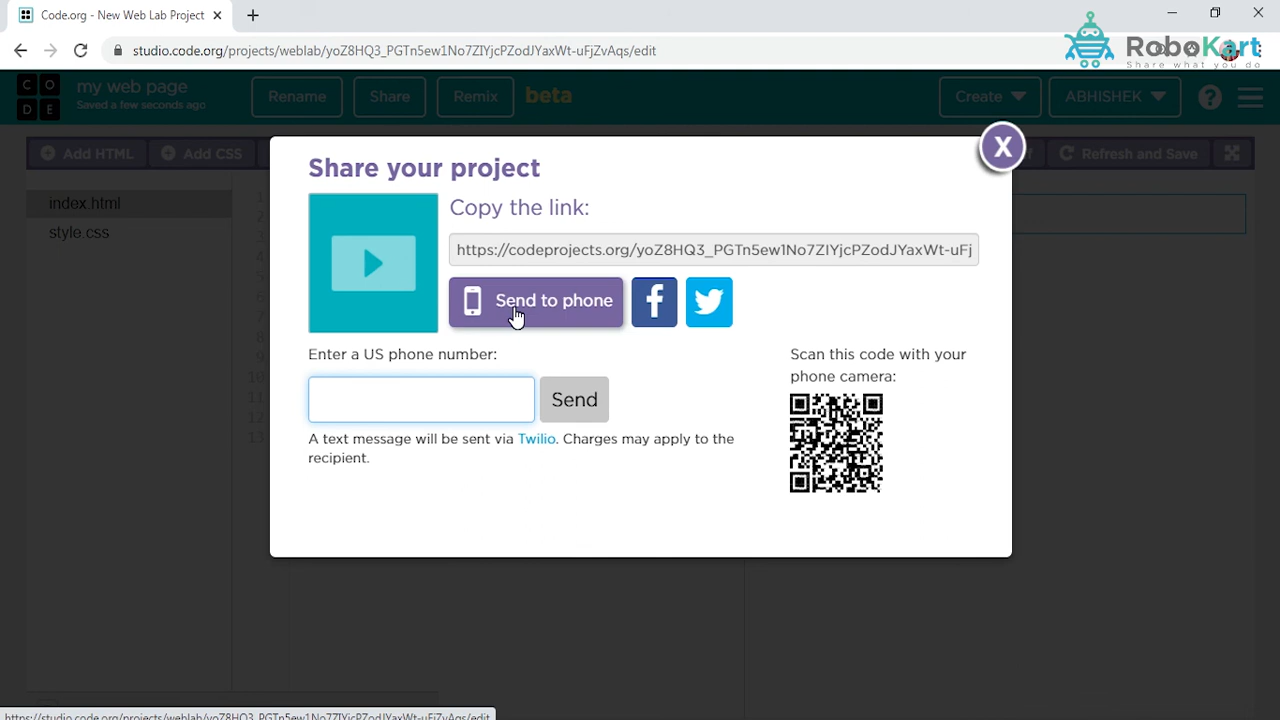 Code.org - New Web Lab Project
studio.code.org/projects/weblab/yoZ8HQ3_PGTn5ew1No7ZIYjcPZodJYaxWt-uFjZvAqs/edit
ROBOKART
Share what you do
CODE
my web page
Saved a few seconds ago
Rename
Share
Remix
beta
Create
ABHISHEK
Add HTML
Add CSS
Refresh and Save
index.html
style.css
Share your project
X
Copy the link:
https://codeprojects.org/yoZ8HQ3_PGTn5ew1No7ZIYjcPZodJYaxWt-uFj
Send to phone
Enter a US phone number:
Send
A text message will be sent via Twilio. Charges may apply to the
recipient.
Scan this code with your
phone camera:
https://studio.code.org/projects/weblab/yoZ8HQ3_PGTn5ew1No7ZIYjcPZodJYaxWt-uFjZvAqs/edit